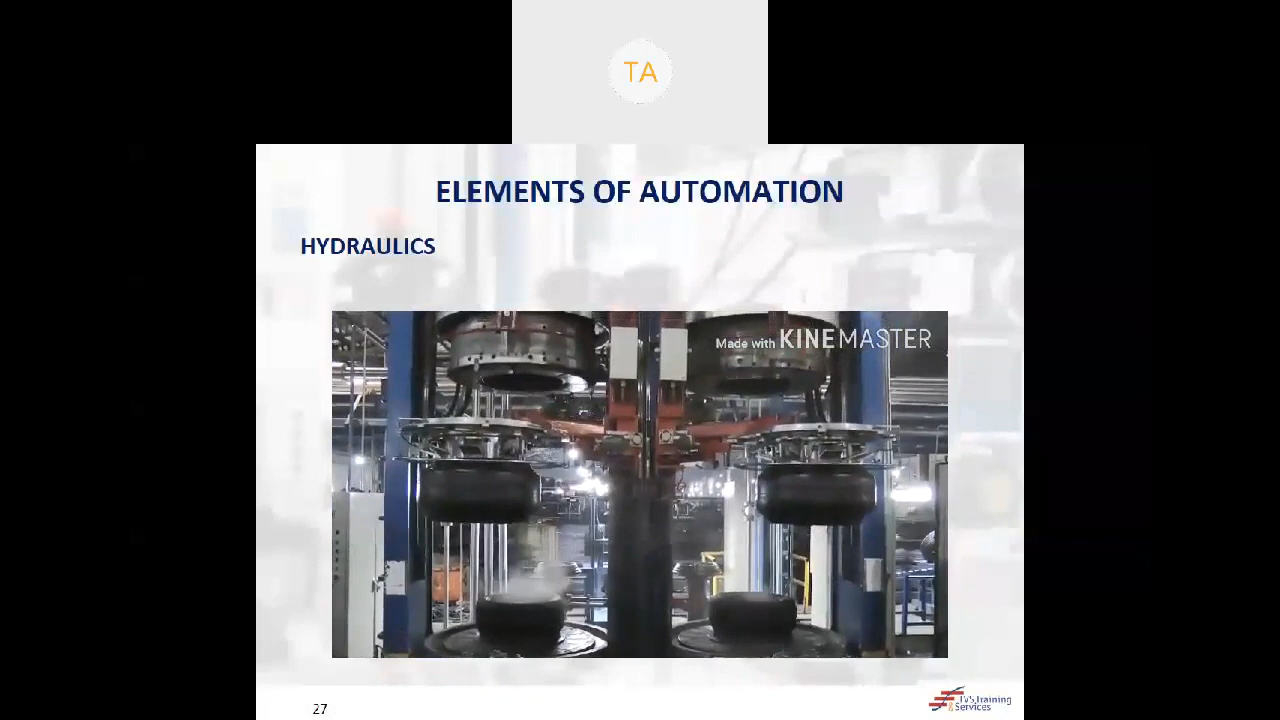 TA
ELEMENTS OF AUTOMATION
HYDRAULICS
Made with KINEMASTER
27
TVS Training
& Services